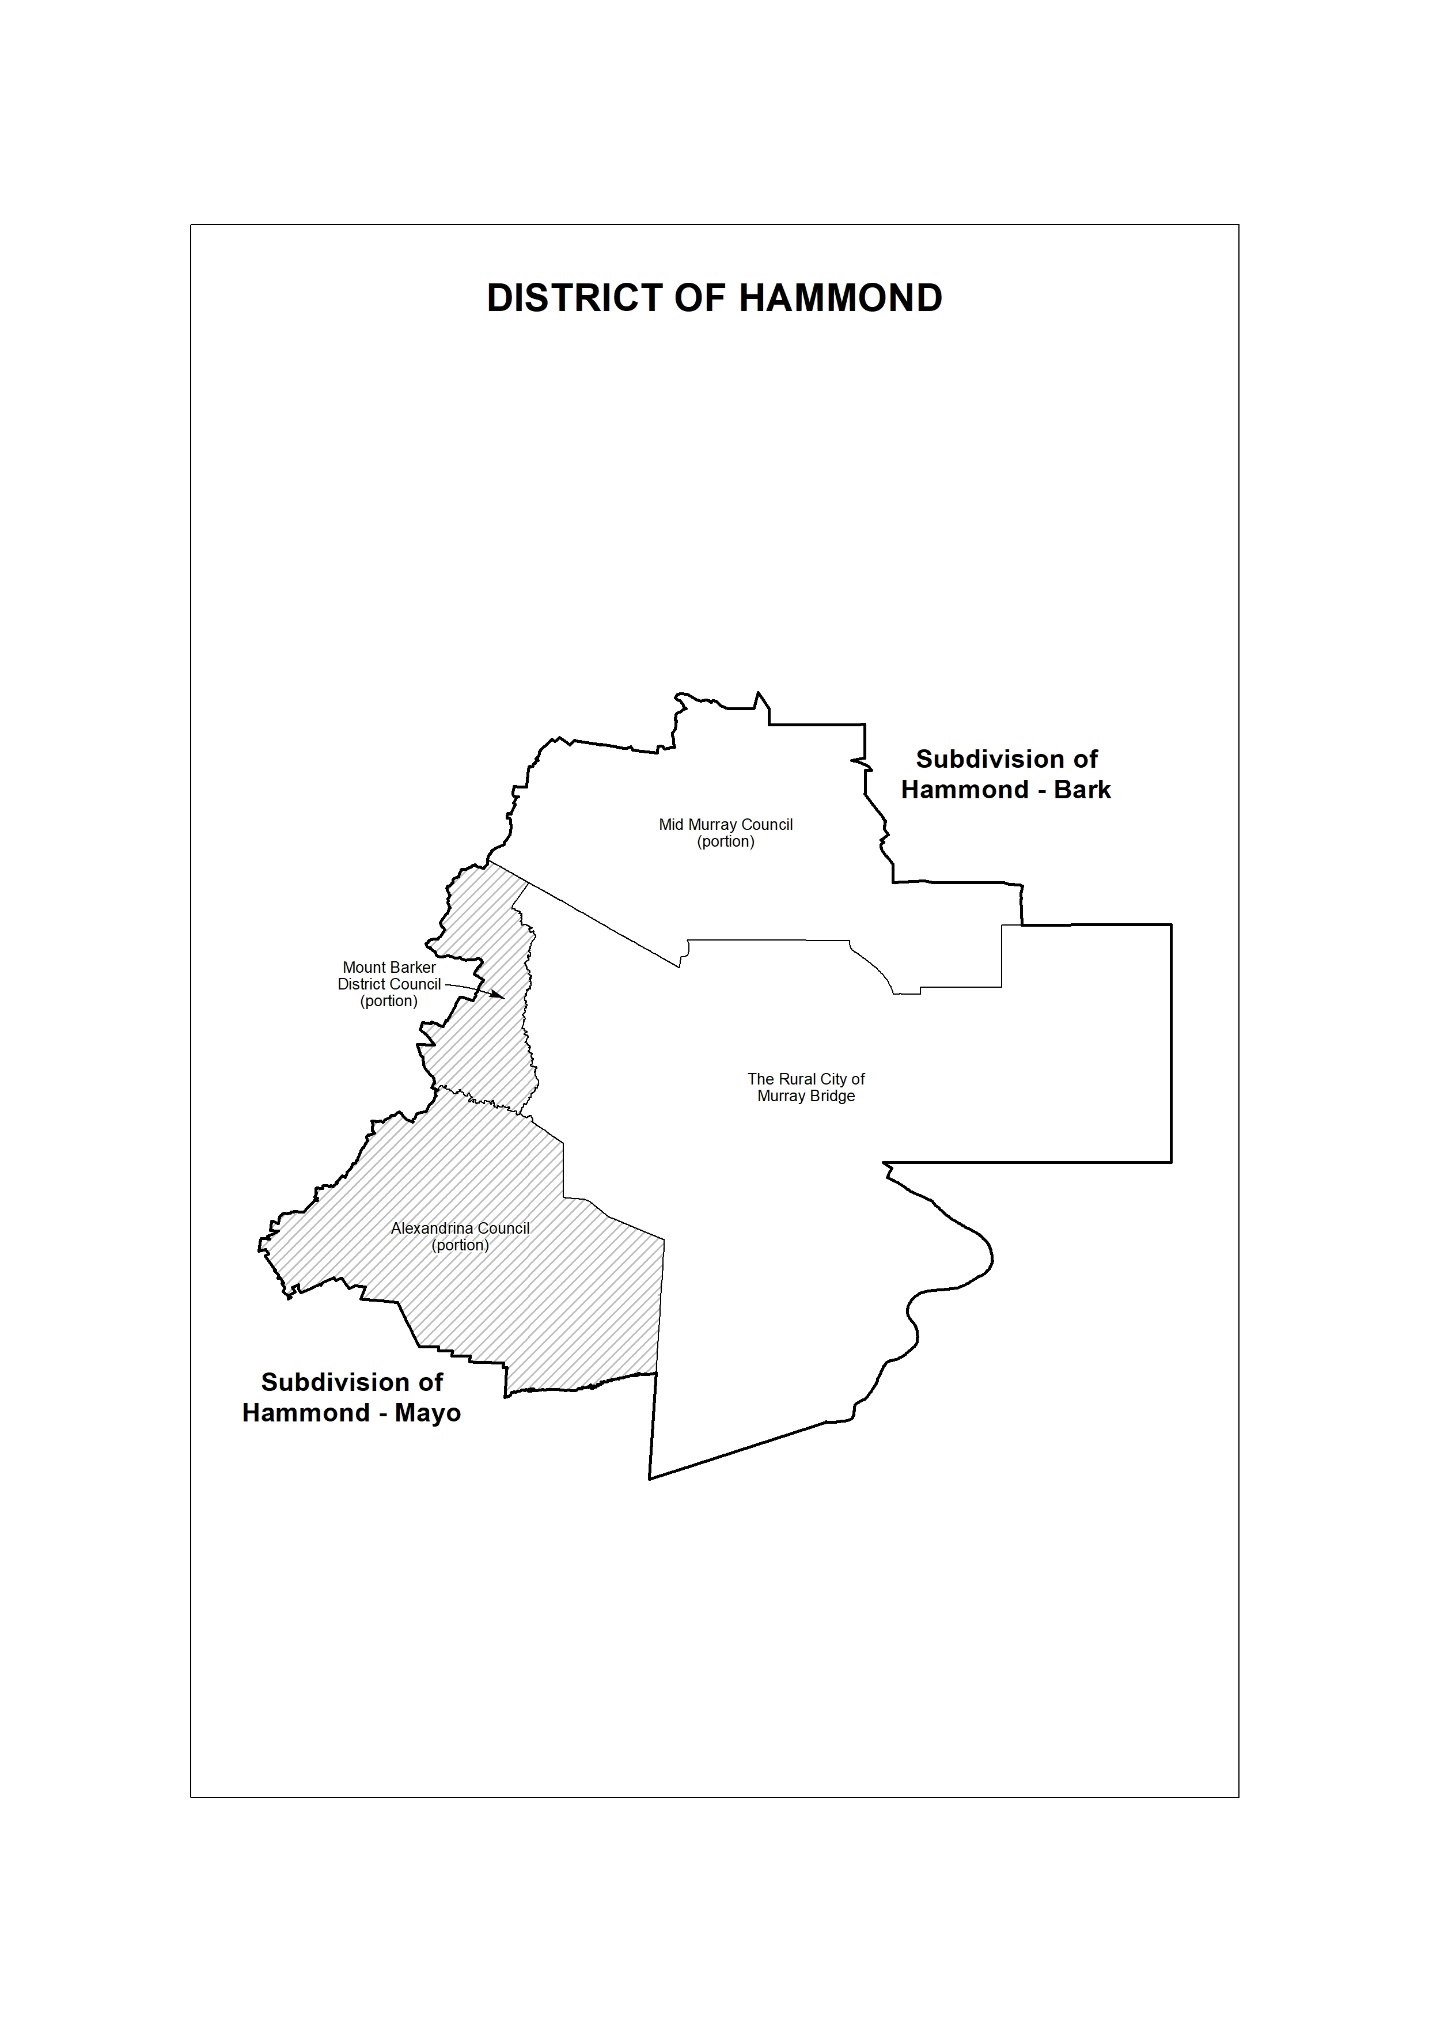 DISTRICT OF HAMMOND
Subdivision of
Hammond - Bark
Mid Murray Council
(portion)
Mount Barker
District Council
(portion)
The Rural City of
Murray Bridge
Alexandrina Council
(portion)
Subdivision of
Hammond - Mayo